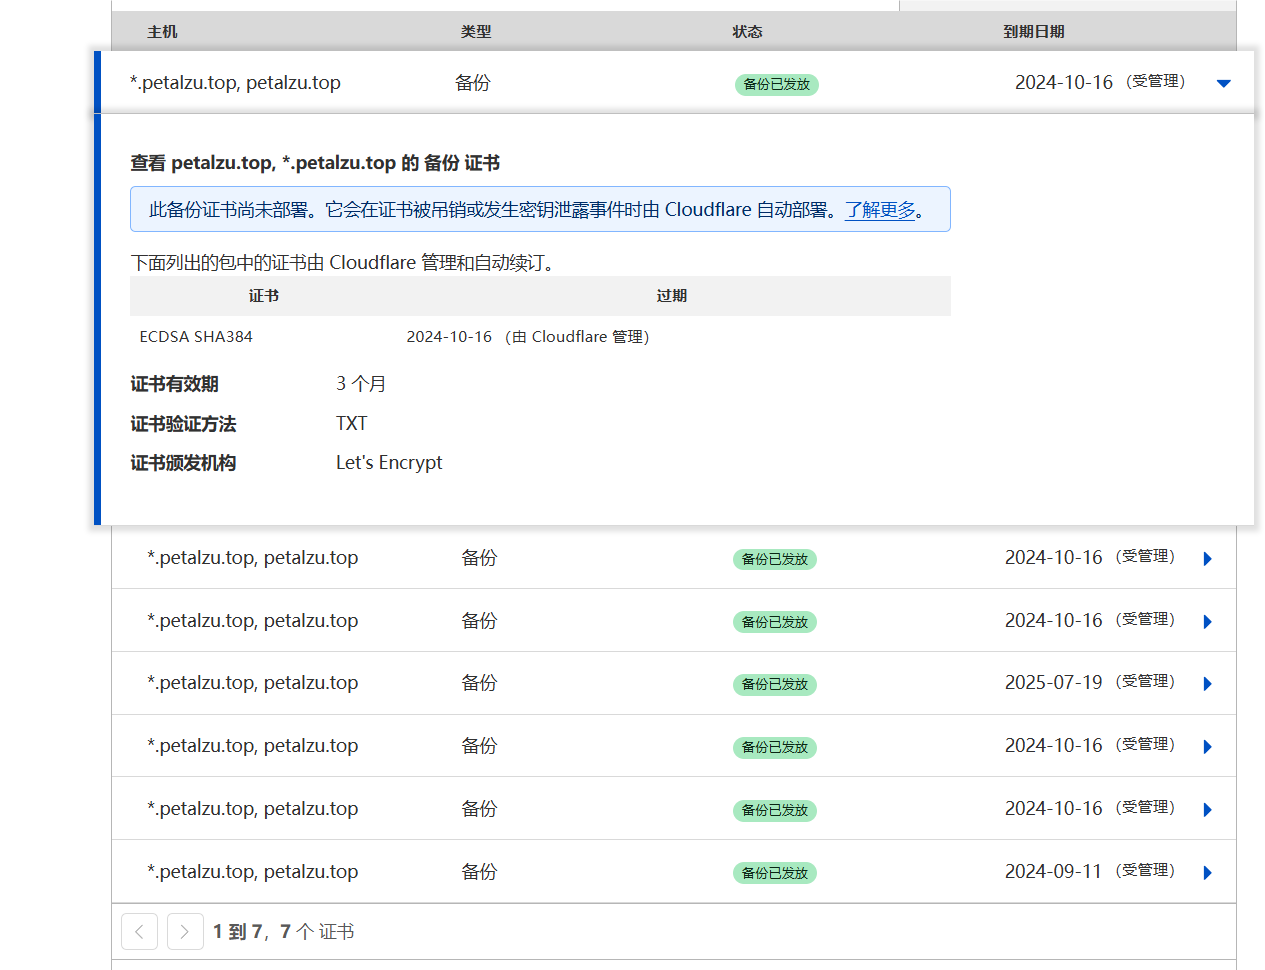 主机 类型 状态 到期日期
*.petalzu.top, petalzu.top 备份 备份已发放 2024-10-16 （受管理）
查看 petalzu.top, *.petalzu.top 的 备份 证书
此备份证书尚未部署。它会在证书被吊销或发生密钥泄露事件时由 Cloudflare 自动部署。了解更多。
下面列出的包中的证书由 Cloudflare 管理和自动续订。
证书 过期
ECDSA SHA384 2024-10-16 （由 Cloudflare 管理）
证书有效期 3 个月
证书验证方法 TXT
证书颁发机构 Let's Encrypt
*.petalzu.top, petalzu.top 备份 备份已发放 2024-10-16 （受管理）
*.petalzu.top, petalzu.top 备份 备份已发放 2024-10-16 （受管理）
*.petalzu.top, petalzu.top 备份 备份已发放 2025-07-19 （受管理）
*.petalzu.top, petalzu.top 备份 备份已发放 2024-10-16 （受管理）
*.petalzu.top, petalzu.top 备份 备份已发放 2024-10-16 （受管理）
*.petalzu.top, petalzu.top 备份 备份已发放 2024-09-11 （受管理）
1 到 7，7 个 证书